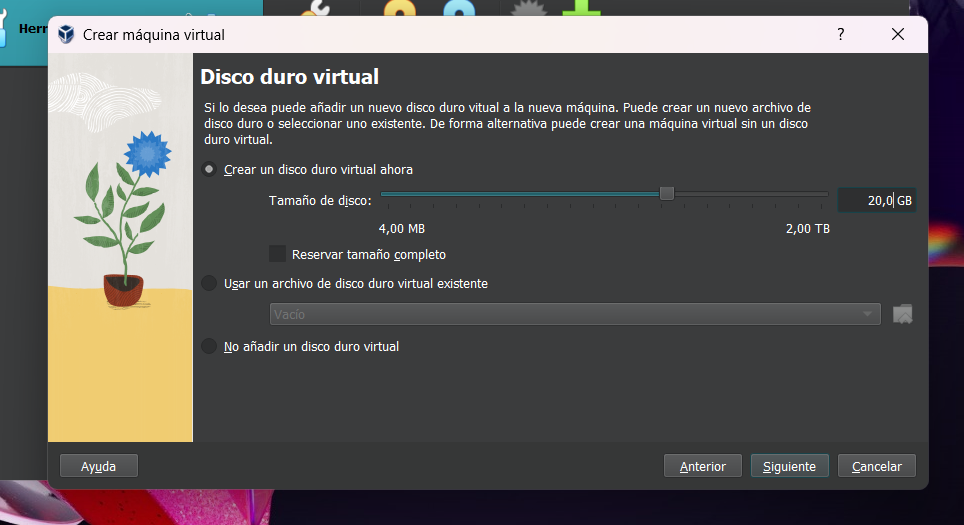 Herr
Crear máquina virtual
?
Disco duro virtual
Si lo desea puede añadir un nuevo disco duro vitual a la nueva máquina. Puede crear un nuevo archivo de
disco duro o seleccionar uno existente. De forma alternativa puede crear una máquina virtual sin un disco
duro virtual.
Crear un disco duro virtual ahora
Tamaño de disco:
20,0 GB
4,00 MB
2,00 TB
Reservar tamaño completo
Usar un archivo de disco duro virtual existente
Vacío
No añadir un disco duro virtual
Ayuda
Anterior
Siguiente
Cancelar